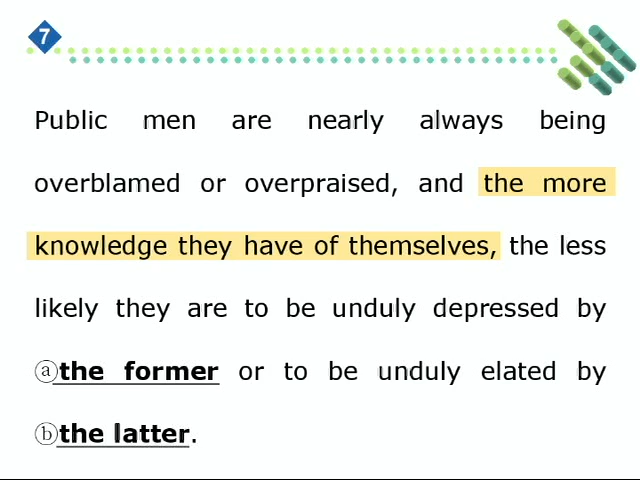 7
Public men are nearly always being
overblamed or overpraised, and the more
knowledge they have of themselves, the less
likely they are to be unduly depressed by
ⓐthe former or to be unduly elated by
ⓑthe latter.